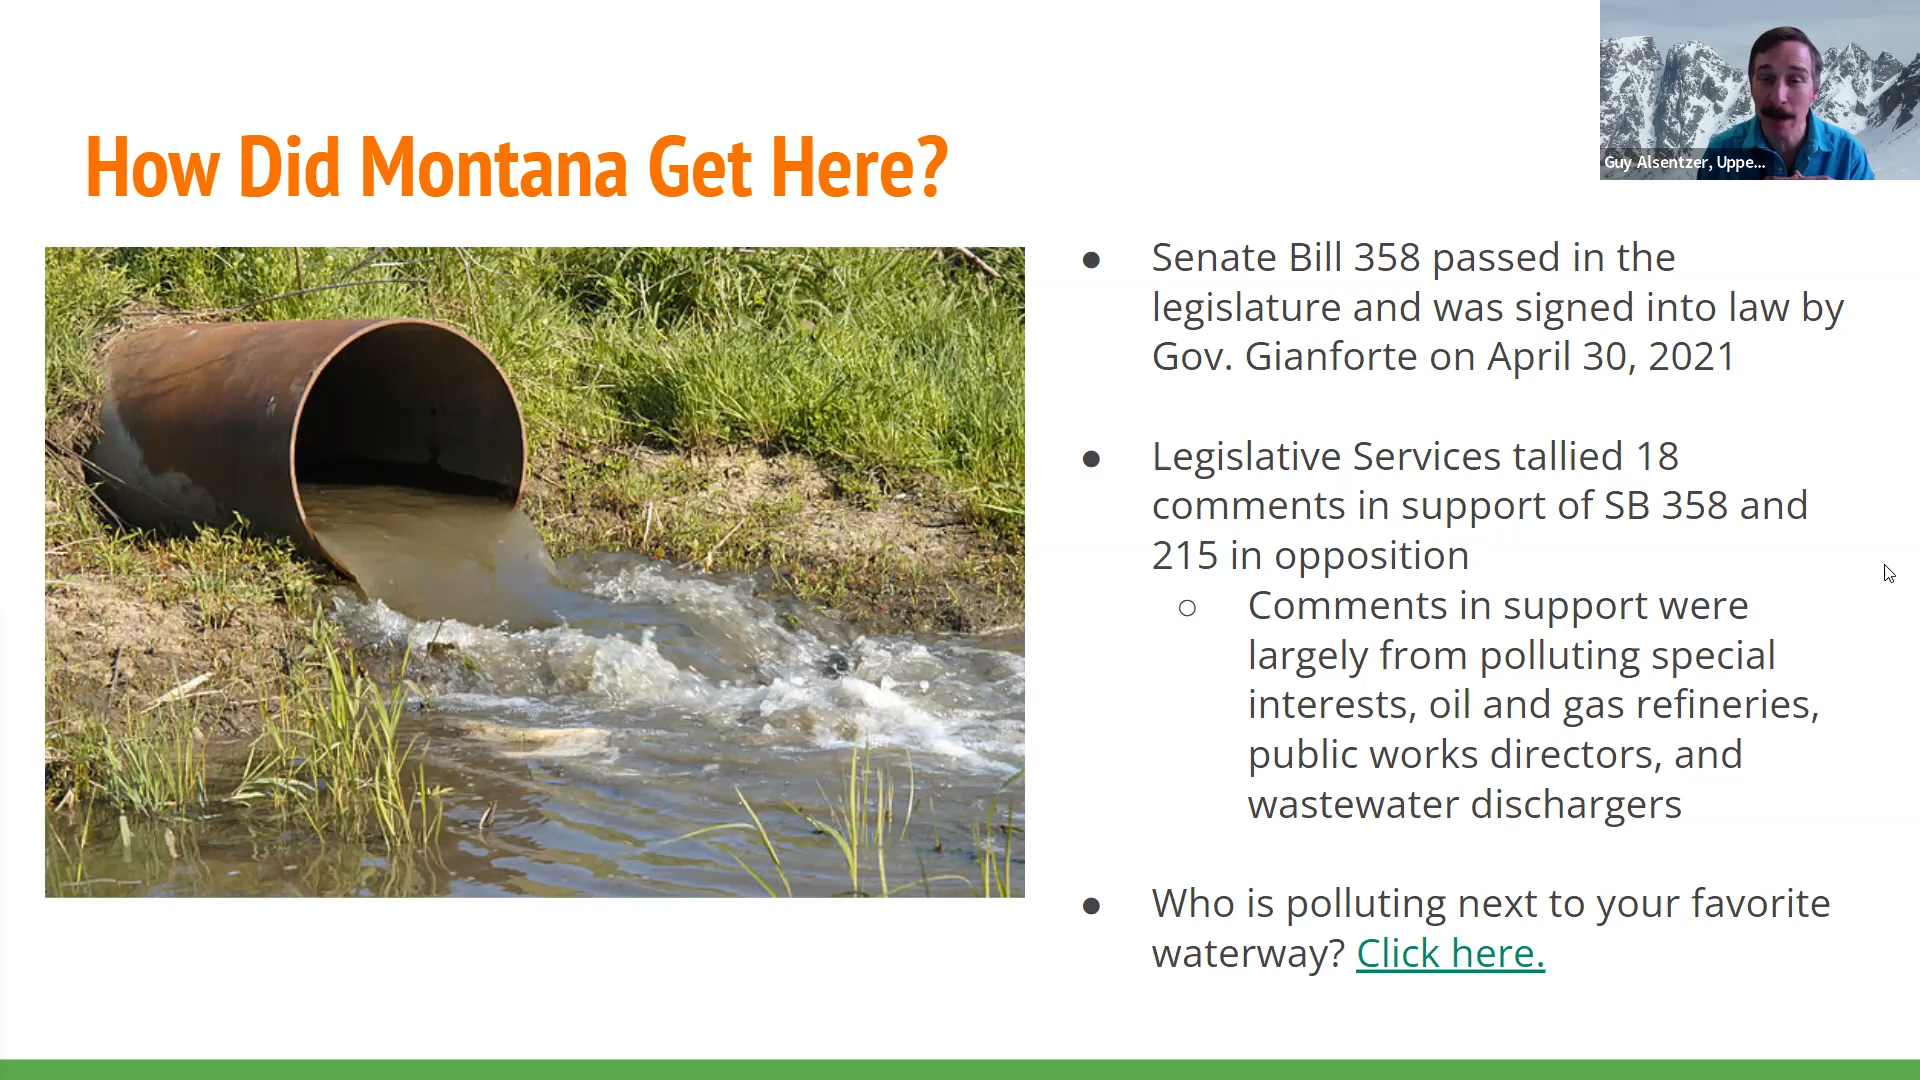 Guy Alsentzer, Uppe...
How Did Montana Get Here?
● Senate Bill 358 passed in the
legislature and was signed into law by
Gov. Gianforte on April 30, 2021
● Legislative Services tallied 18
comments in support of SB 358 and
215 in opposition
○ Comments in support were
largely from polluting special
interests, oil and gas refineries,
public works directors, and
wastewater dischargers
● Who is polluting next to your favorite
waterway? Click here.